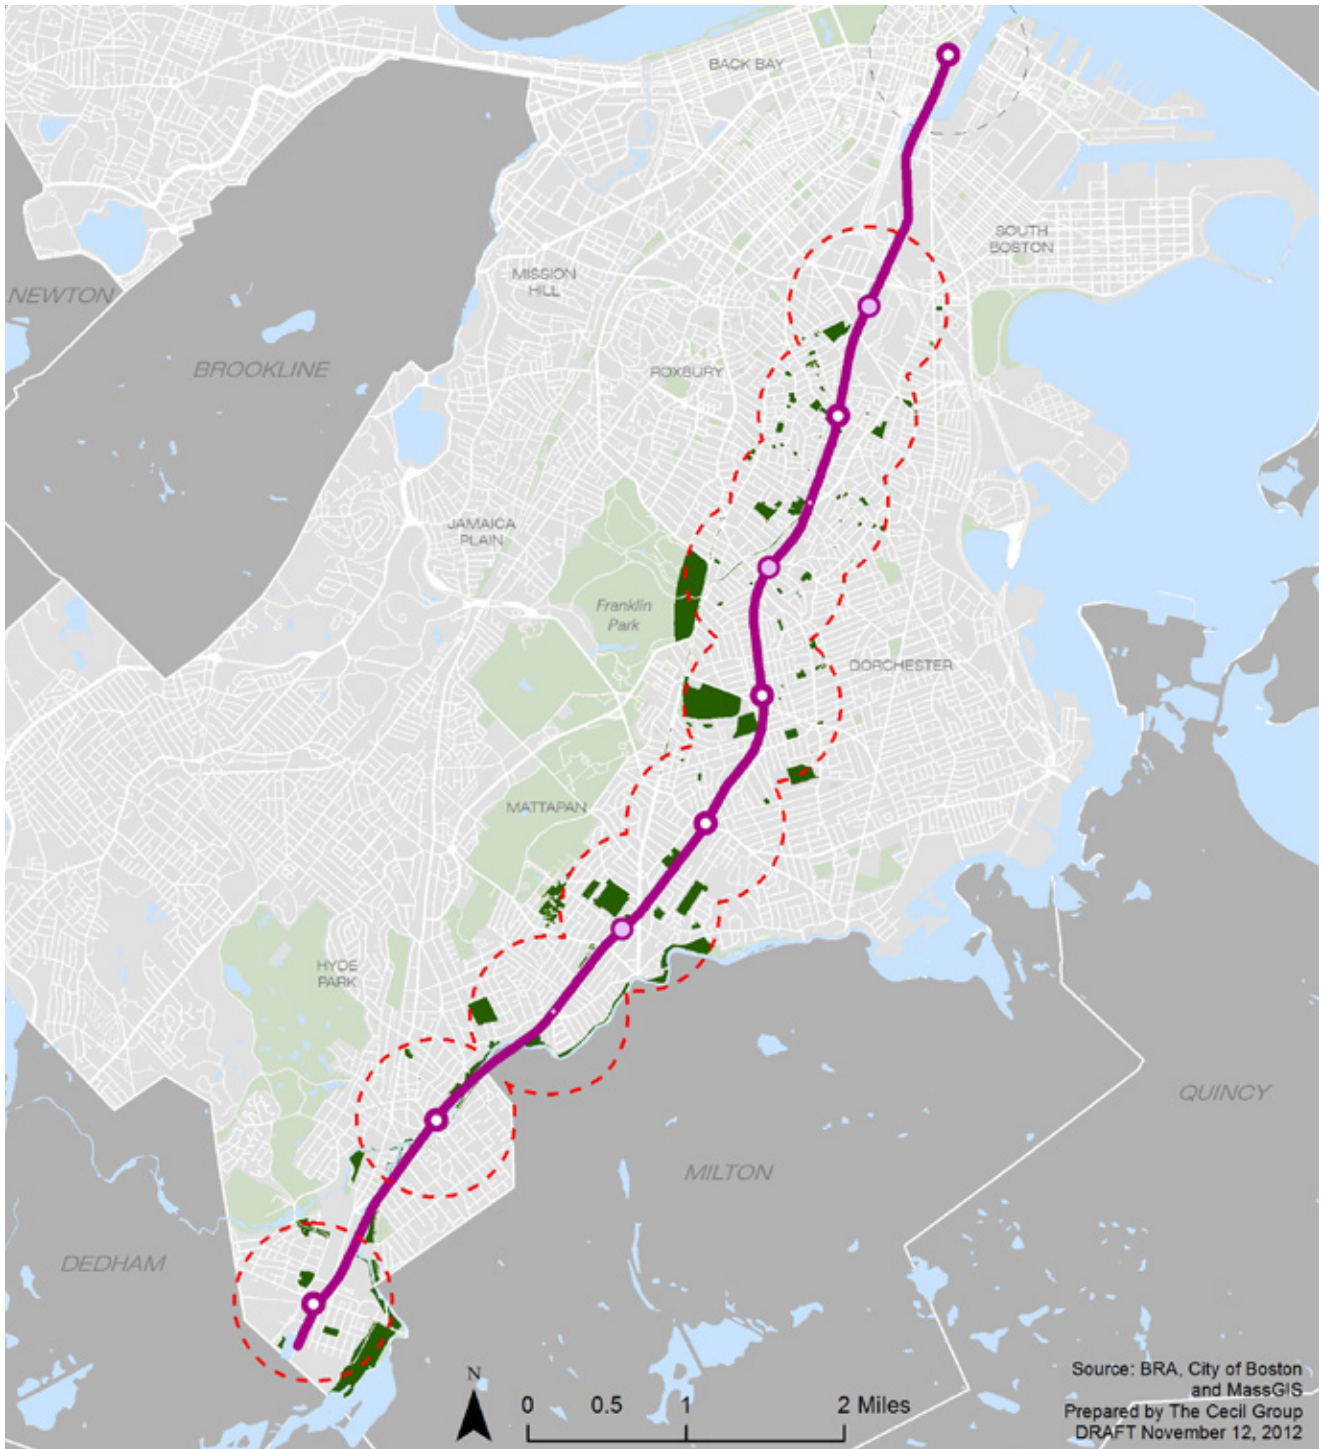 BACK BAY
SOUTH
BOSTON
MISSION
HILL
NEWTON
BROOKLINE
ROXBURY
JAMAICA
PLAIN
Franklin
Park
DORCHESTER
MATTAPAN
HYDE
PARK
QUINCY
MILTON
DEDHAM
N
0 0.5 1 2 Miles
Source: BRA, City of Boston
and MassGIS
Prepared by The Cecil Group
DRAFT November 12, 2012